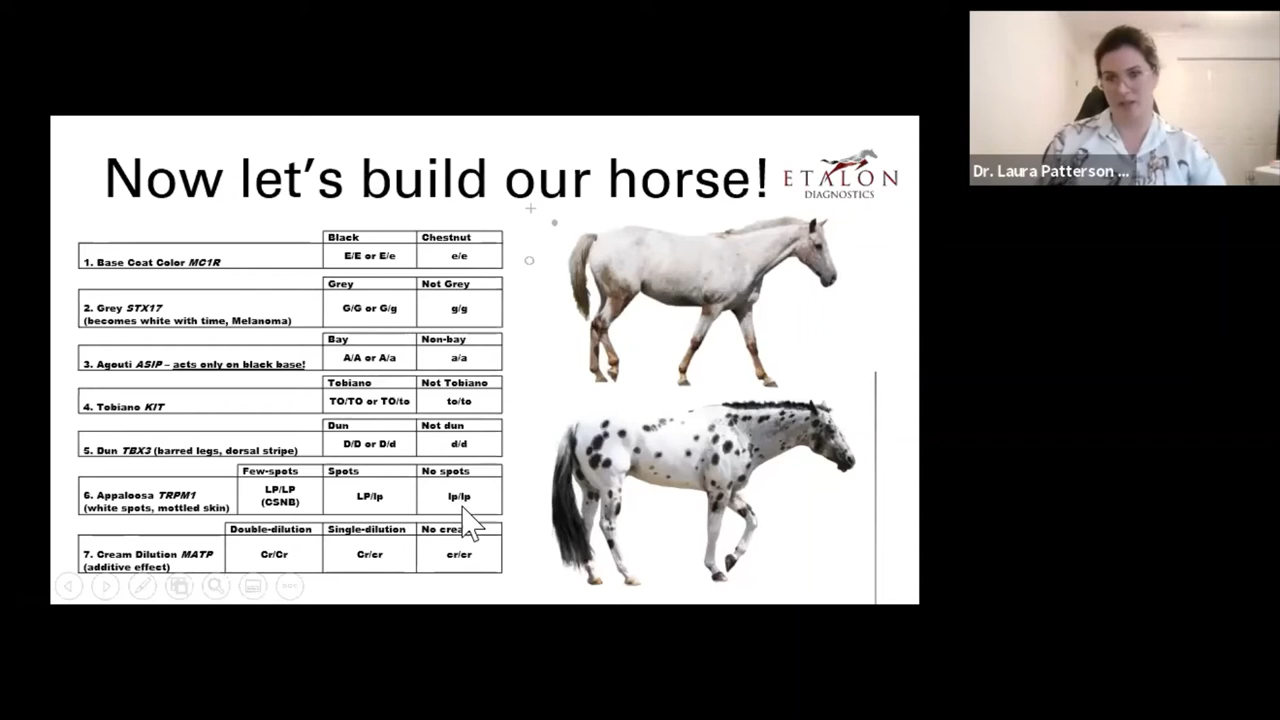 Now let's build our horse!
ETALON
DIAGNOSTICS
Dr. Laura Patterson ...
Black Chestnut
1. Base Coat Color MC1R E/E or E/e e/e
Grey Not Grey
2. Grey STX17 G/G or G/g g/g
(becomes white with time, Melanoma)
Bay Non-bay
3. Agouti ASIP – acts only on black base! A/A or A/a a/a
Tobiano Not Tobiano
4. Tobiano KIT TO/TO or TO/to to/to
Dun Not dun
5. Dun TBX3 (barred legs, dorsal stripe) D/D or D/d d/d
Few-spots Spots No spots
6. Appaloosa TRPM1 LP/LP LP/lp lp/lp
(white spots, mottled skin) (CSNB)
Double-dilution Single-dilution No
7. Cream Dilution MATP Cr/Cr Cr/cr cr/cr
(additive effect)